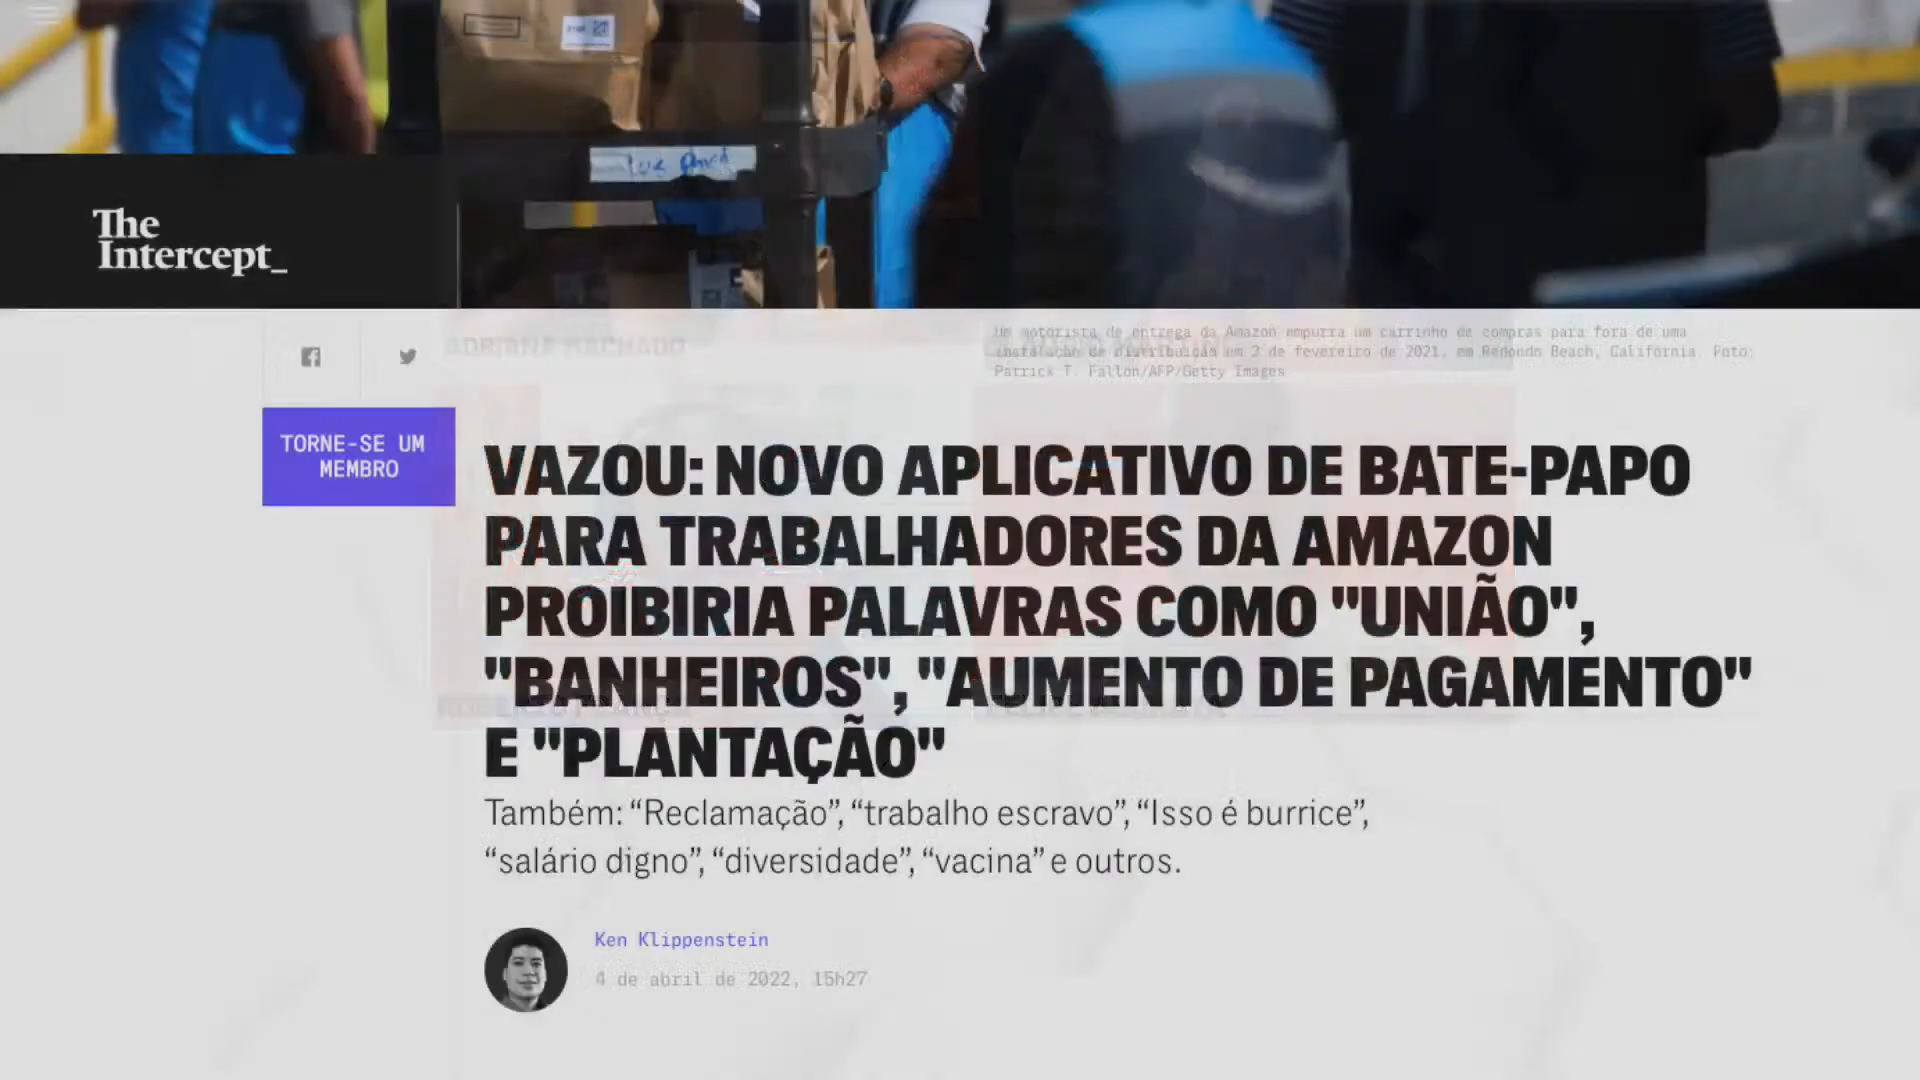 The
Intercept_
ADRIANA MACHADO
Um motorista de entrega da Amazon empurra um carrinho de compras para fora de uma
instalação de distribuição em 2 de fevereiro de 2021, em Redondo Beach, Califórnia. Foto:
Patrick T. Fallon/AFP/Getty Images
TORNE-SE UM
MEMBRO
VAZOU: NOVO APLICATIVO DE BATE-PAPO
PARA TRABALHADORES DA AMAZON
PROIBIRIA PALAVRAS COMO "UNIÃO",
"BANHEIROS", "AUMENTO DE PAGAMENTO"
E "PLANTAÇÃO"
Também: “Reclamação”, “trabalho escravo”, “Isso é burrice”,
“salário digno”, “diversidade”, “vacina” e outros.
Ken Klippenstein
4 de abril de 2022, 15h27